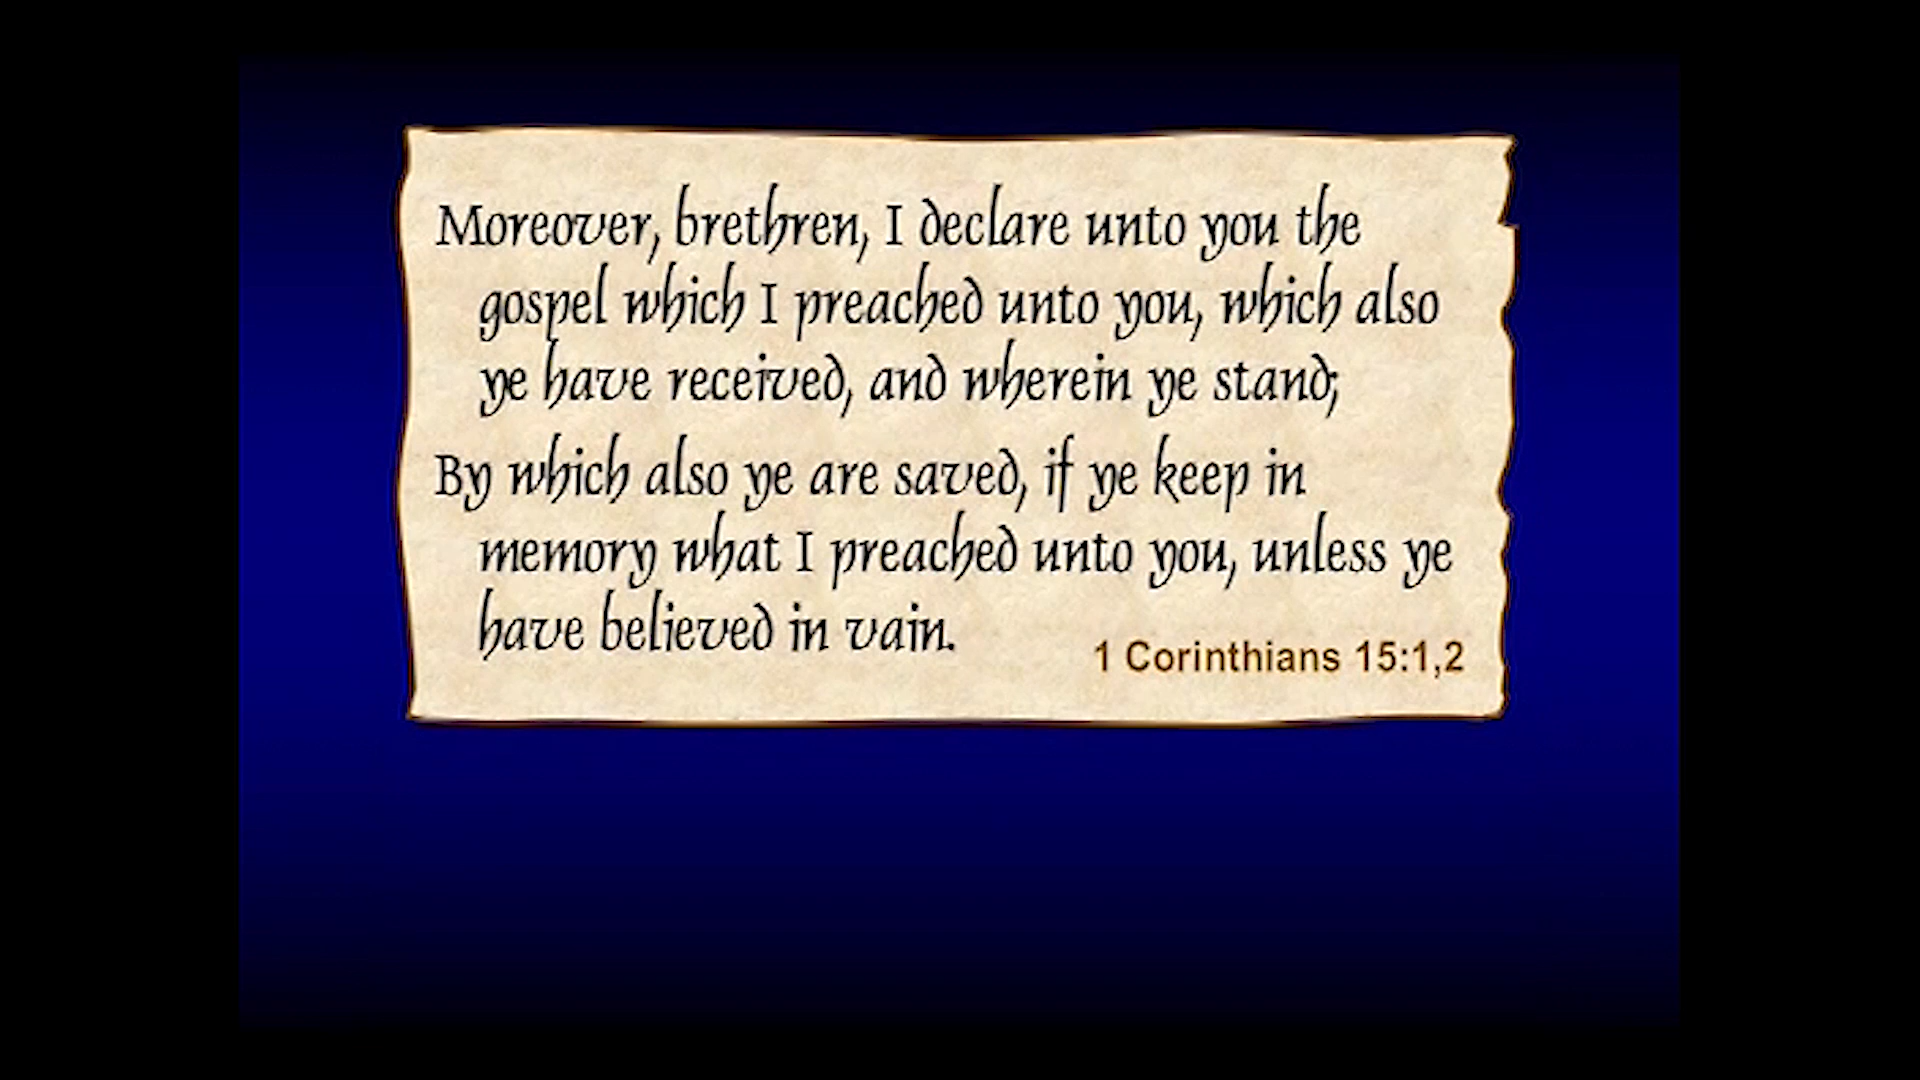 Moreover, brethren, I declare unto you the
gospel which I preached unto you, which also
ye have received, and wherein ye stand;
By which also ye are saved, if ye keep in
memory what I preached unto you, unless ye
have believed in vain.
1 Corinthians 15:1,2